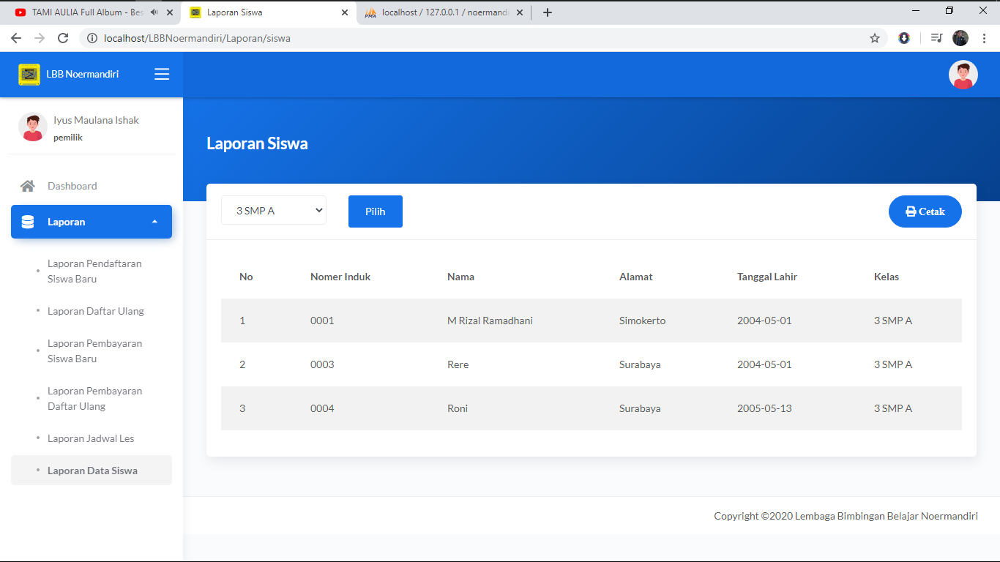 TAMI AULIA Full Album - Bes
Laporan Siswa
localhost / 127.0.0.1 / noermandi
localhost/LBBNoermandiri/Laporan/siswa
LBB Noermandiri
Iyus Maulana Ishak
pemilik
Dashboard
Laporan
Laporan Pendaftaran
Siswa Baru
Laporan Daftar Ulang
Laporan Pembayaran
Siswa Baru
Laporan Pembayaran
Daftar Ulang
Laporan Jadwal Les
Laporan Data Siswa
Laporan Siswa
3 SMP A Pilih Cetak
No Nomer Induk Nama Alamat Tanggal Lahir Kelas
1 0001 M Rizal Ramadhani Simokerto 2004-05-01 3 SMP A
2 0003 Rere Surabaya 2004-05-01 3 SMP A
3 0004 Roni Surabaya 2005-05-13 3 SMP A
Copyright ©2020 Lembaga Bimbingan Belajar Noermandiri